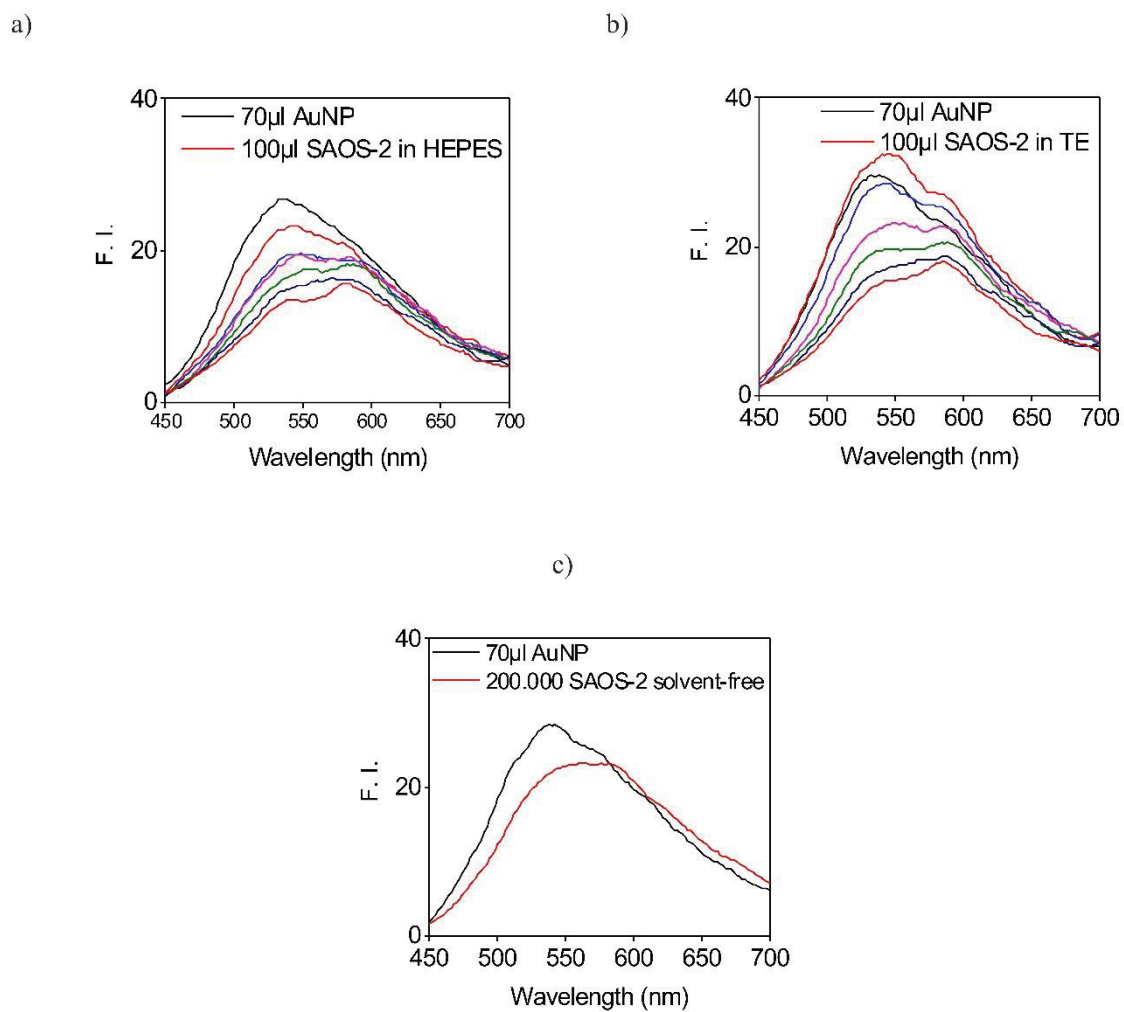 a)
b)
40
70µl AuNP
100µl SAOS-2 in HEPES
F. I.
20
0
450 500 550 600 650 700
Wavelength (nm)
40
70µl AuNP
100µl SAOS-2 in TE
F. I.
20
0
450 500 550 600 650 700
Wavelength (nm)
c)
40
70µl AuNP
200.000 SAOS-2 solvent-free
F. I.
20
0
450 500 550 600 650 700
Wavelength (nm)